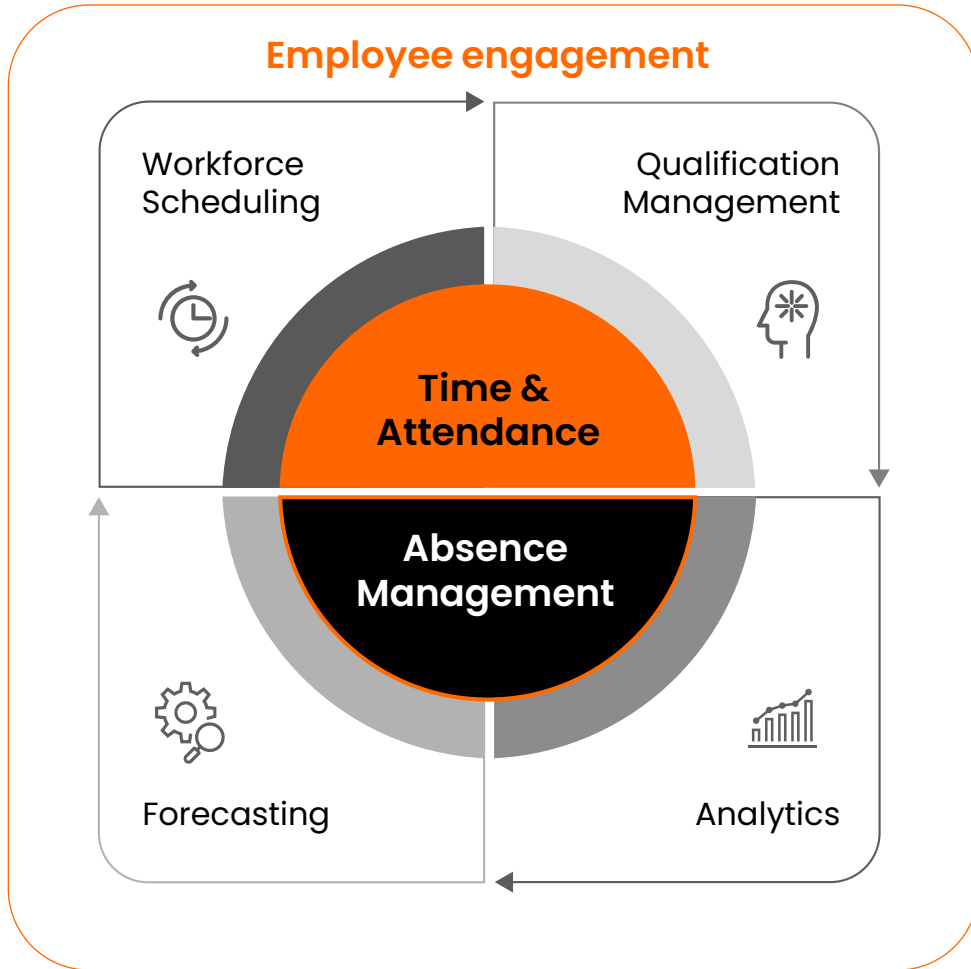 Employee engagement
Workforce
Scheduling
Qualification
Management
Time &
Attendance
Absence
Management
Forecasting
Analytics